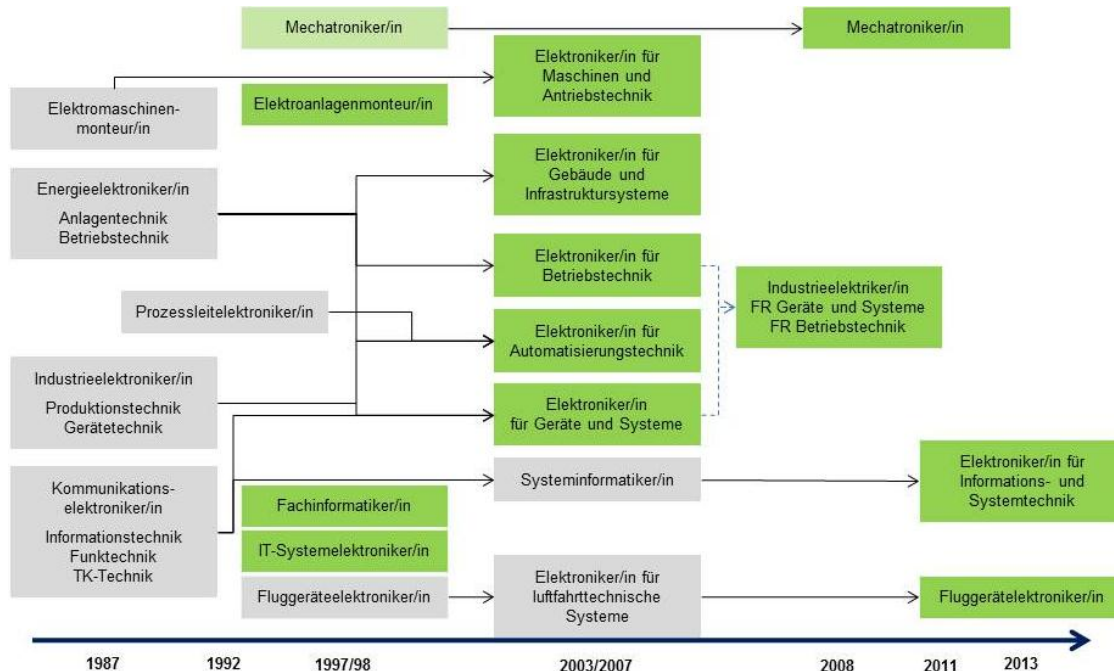 Mechatroniker/in
Mechatroniker/in
Elektroniker/in für
Maschinen und
Antriebstechnik
Elektroanlagenmonteur/in
Elektromaschinen-
monteur/in
Elektroniker/in für
Gebäude und
Infrastruktursysteme
Energieelektroniker/in
Anlagentechnik
Betriebstechnik
Elektroniker/in für
Betriebstechnik
Industrieelektriker/in
FR Geräte und Systeme
FR Betriebstechnik
Prozessleitelektroniker/in
Elektroniker/in für
Automatisierungstechnik
Industrieelektroniker/in
Produktionstechnik
Gerätetechnik
Elektroniker/in
für Geräte und Systeme
Kommunikations-
elektroniker/in
Informationstechnik
Funktechnik
TK-Technik
Systeminformatiker/in
Elektroniker/in für
Informations- und
Systemtechnik
Fachinformatiker/in
IT-Systemelektroniker/in
Fluggeräteelektroniker/in
Elektroniker/in für
luftfahrttechnische
Systeme
Fluggerätelektroniker/in
1987 1992 1997/98 2003/2007 2008 2011 2013